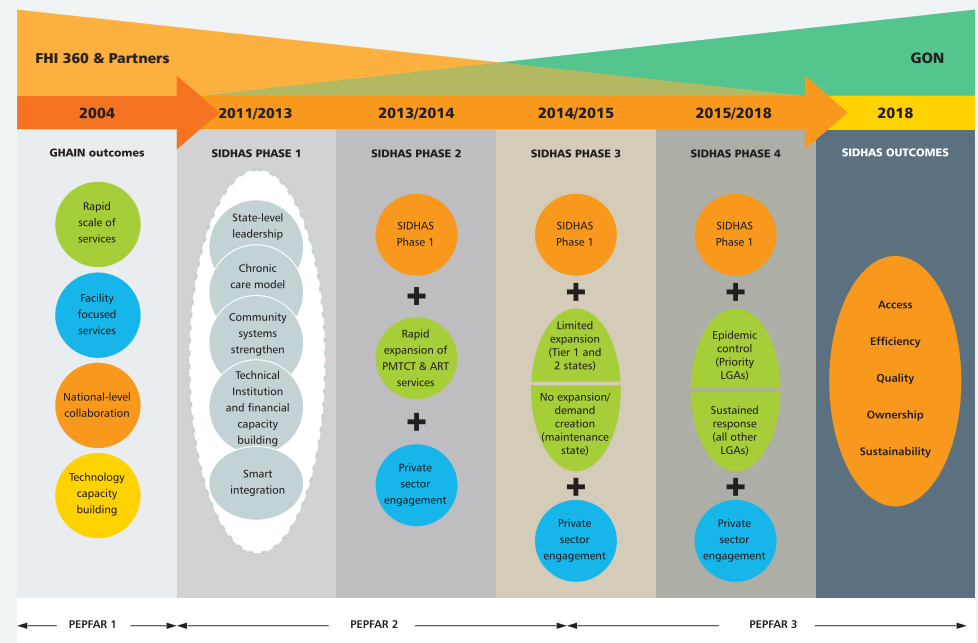 FHI 360 & Partners
GON
2004
2011/2013
2013/2014
2014/2015
2015/2018
2018
GHAIN outcomes
Rapid
scale of
services
Facility
focused
services
National-level
collaboration
Technology
capacity
building
SIDHAS PHASE 1
State-level
leadership
Chronic
care model
Community
systems
strengthen
Technical
Institution
and financial
capacity
building
Smart
integration
SIDHAS PHASE 2
SIDHAS
Phase 1
+
Rapid
expansion of
PMTCT & ART
services
+
Private
sector
engagement
SIDHAS PHASE 3
SIDHAS
Phase 1
+
Limited
expansion
(Tier 1 and
2 states)
No expansion/
demand
creation
(maintenance
state)
+
Private
sector
engagement
SIDHAS PHASE 4
SIDHAS
Phase 1
+
Epidemic
control
(Priority
LGAs)
Sustained
response
(all other
LGAs)
+
Private
sector
engagement
SIDHAS OUTCOMES
Access
Efficiency
Quality
Ownership
Sustainability
PEPFAR 1
PEPFAR 2
PEPFAR 3